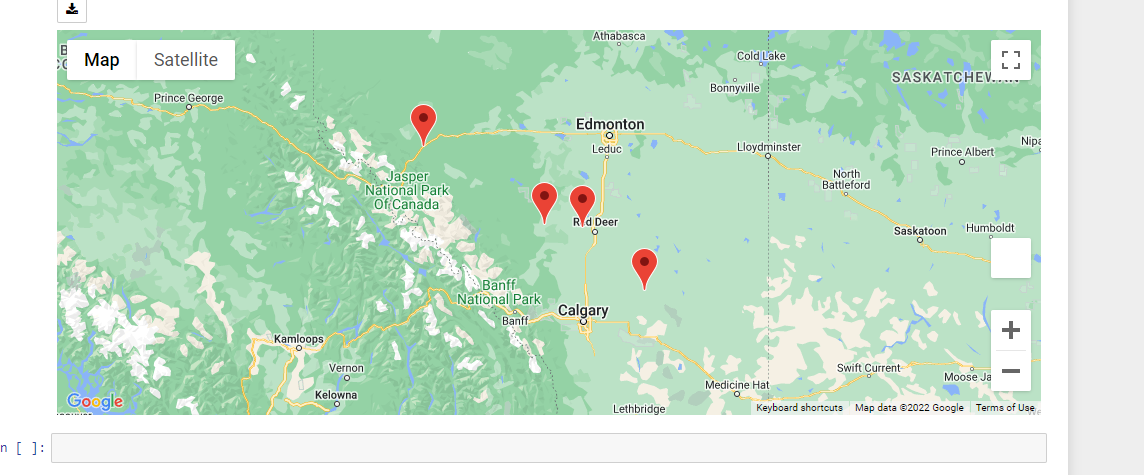 Athabasca
Map
Satellite
Cold Lake
SASKATCHEWAN
Bonnyville
Prince George
Edmonton
Leduc
Lloydminster
Prince Albert
Nipa
Jasper
National Park
Of Canada
North
Battleford
Red Deer
Saskatoon
Humboldt
Banff
National Park
Calgary
Banff
Kamloops
Vernon
Swift Current
Moose Ja
Medicine Hat
Kelowna
Lethbridge
Google
Keyboard shortcuts
Map data ©2022 Google
Terms of Use
n [ ]: